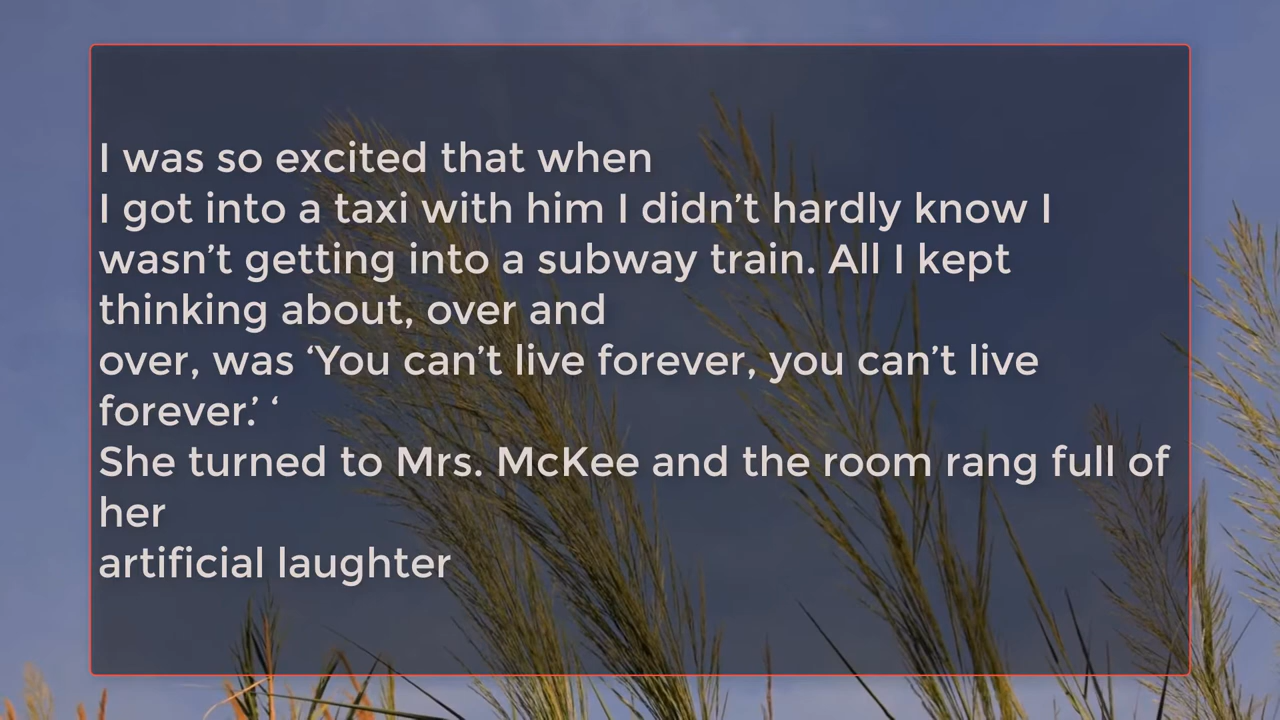 I was so excited that when
I got into a taxi with him I didn’t hardly know I
wasn’t getting into a subway train. All I kept
thinking about, over and
over, was ‘You can’t live forever, you can’t live
forever.’ ‘
She turned to Mrs. McKee and the room rang full of
her
artificial laughter